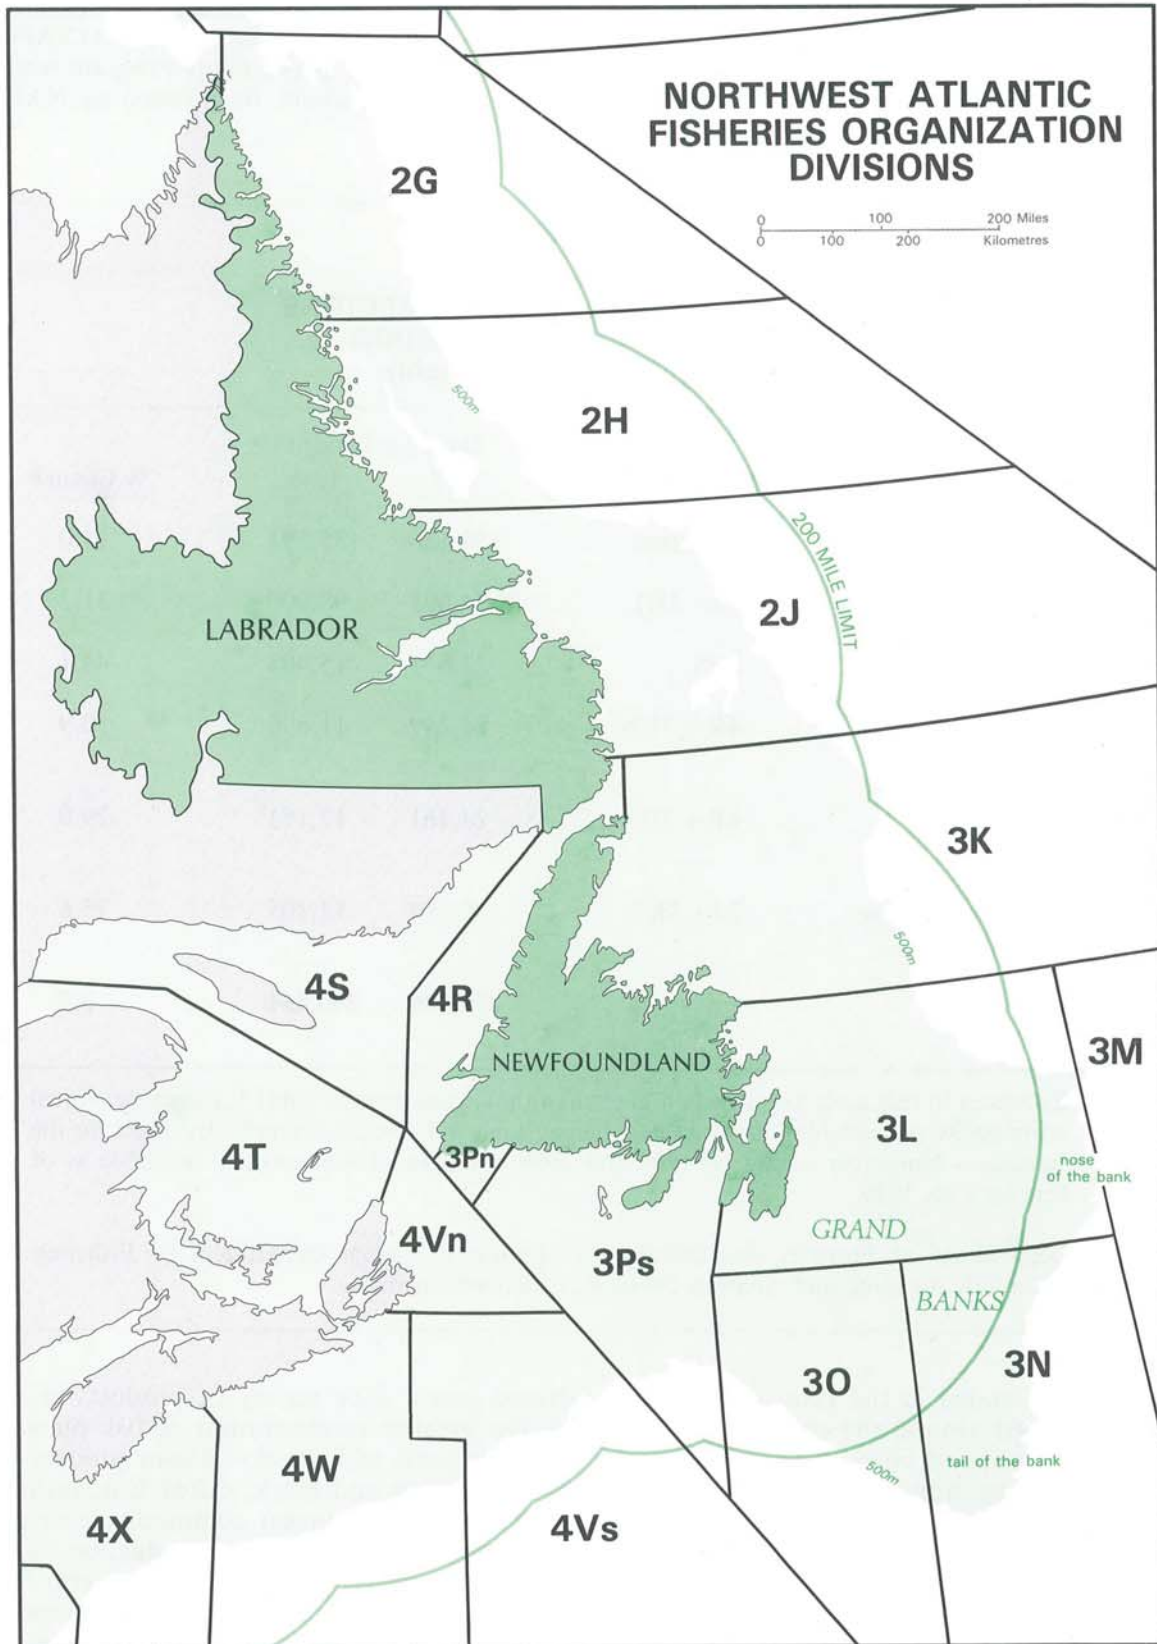 NORTHWEST ATLANTIC
FISHERIES ORGANIZATION
DIVISIONS
0 100 200 Miles
0 100 200 Kilometres
2G
500m
2H
200 MILE LIMIT
2J
LABRADOR
3K
500m
4S
4R
3M
NEWFOUNDLAND
3L
4T
3Pn
nose
of the bank
GRAND
4Vn
3Ps
BANKS
3N
3O
tail of the bank
4W
500m
4X
4Vs